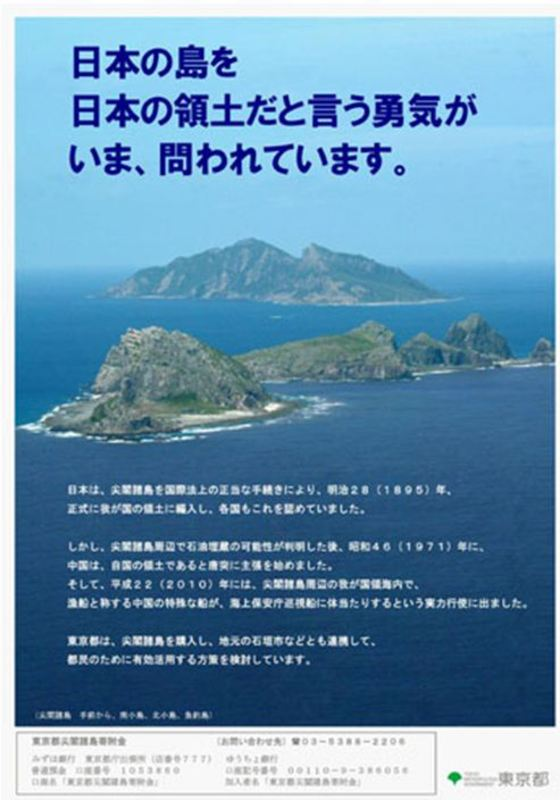 日本の島を
日本の領土だと言う勇気が
いま、問われています。
日本は、尖閣諸島を国際法上の正当な手続きにより、明治２８（１８９５）年、
正式に我が国の領土に編入し、各国もこれを認めていました。
しかし、尖閣諸島周辺で石油埋蔵の可能性が判明した後、昭和４６（１９７１）年に、
中国は、自国の領土であると唐突に主張を始めました。
そして、平成２２（２０１０）年には、尖閣諸島周辺の我が国領海内で、
漁船と称する中国の特殊な船が、海上保安庁巡視船に体当たりするという実力行使に出ました。
東京都は、尖閣諸島を購入し、地元の石垣市などとも連携して、
都民のために有効活用する方策を検討しています。
（尖閣諸島　手前から、南小島、北小島、魚釣島）
東京都尖閣諸島寄附金　（お問い合わせ先）☎０３－５３８８－２２０６
みずほ銀行　東京都庁出張所（店番号７７７）　ゆうちょ銀行
普通預金　口座番号　１０５３８６０　口座記号番号　００１１０－９－３８６０５６
口座名「東京都尖閣諸島寄附金」　加入者名「東京都尖閣諸島寄附金」
東京都